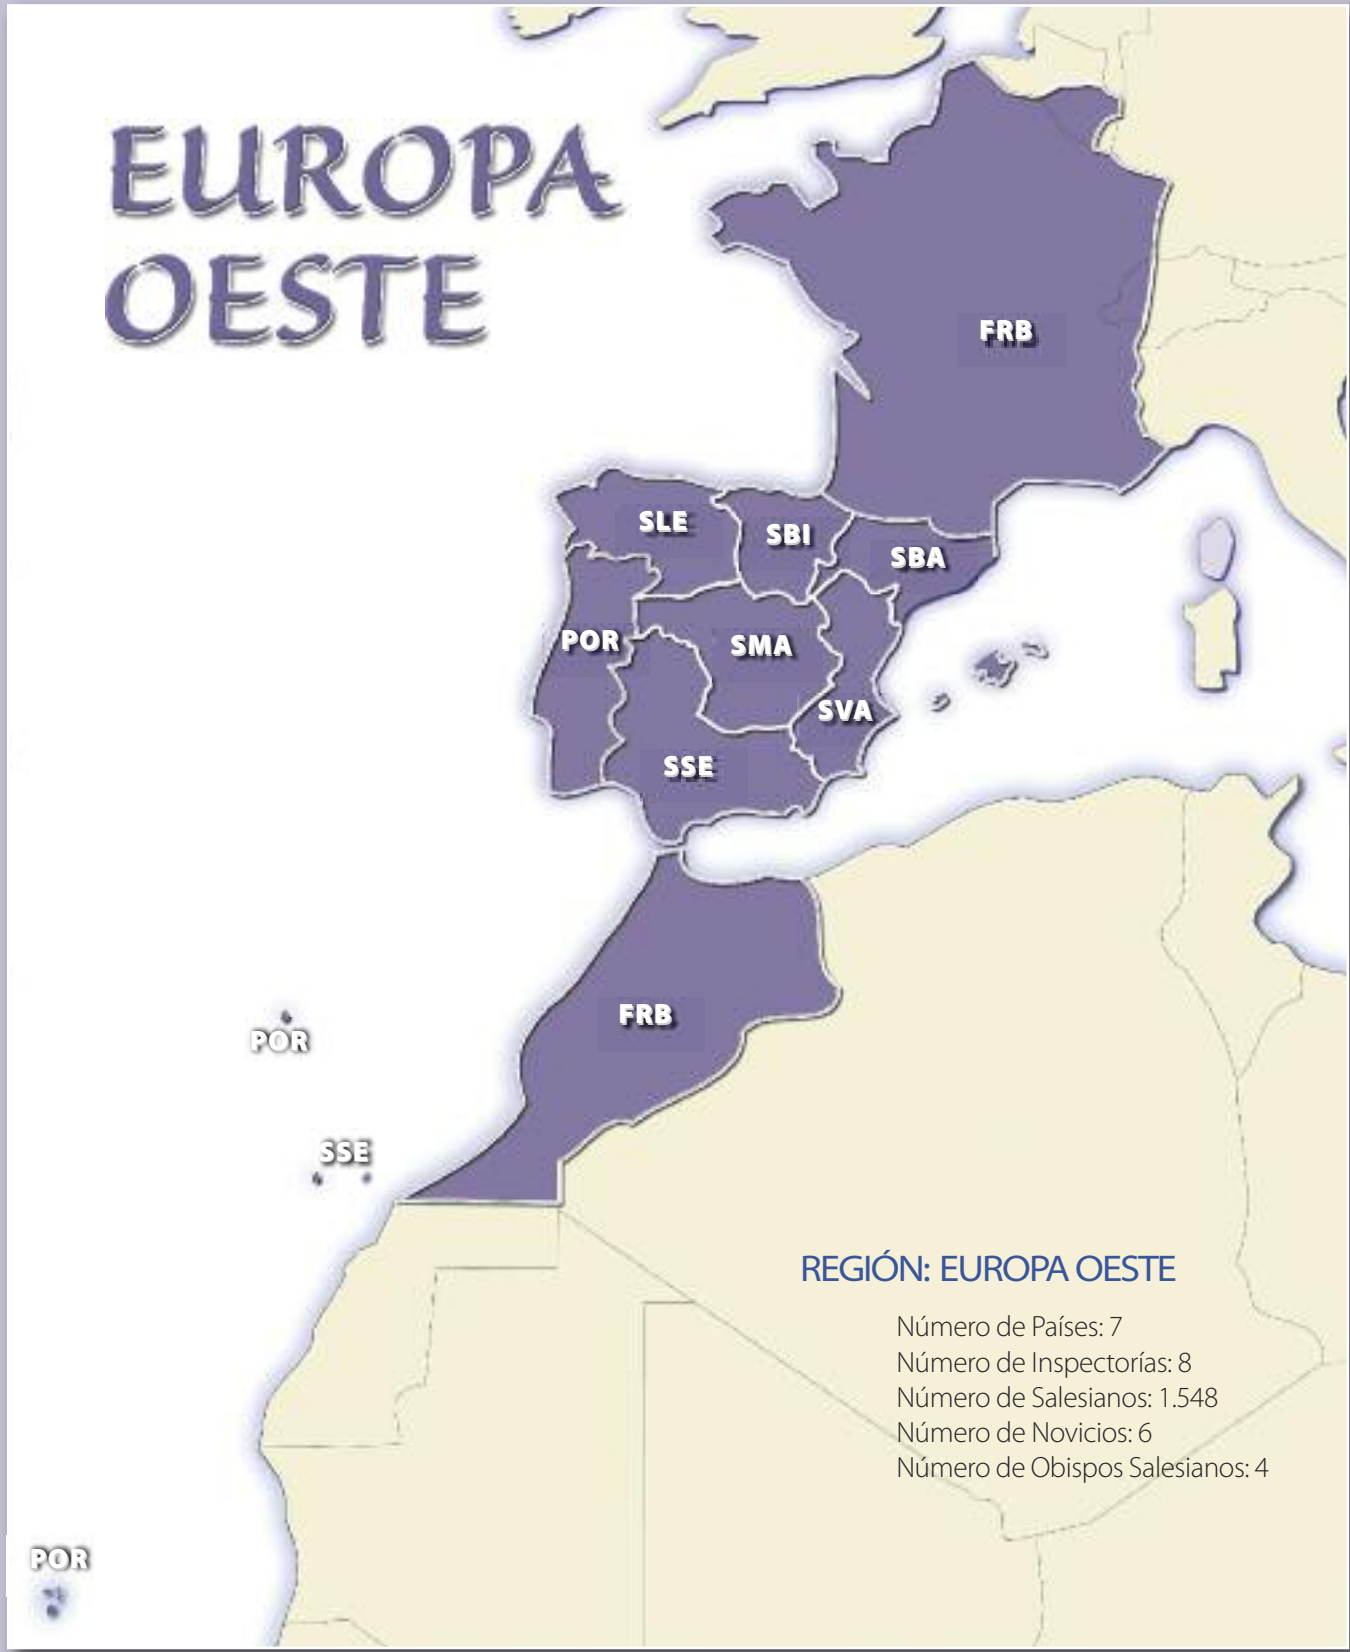 EUROPA
OESTE
FRB
SLE
SBI
SBA
POR
SMA
SVA
SSE
FRB
POR
SSE
REGIÓN: EUROPA OESTE
Número de Países: 7
Número de Inspectorías: 8
Número de Salesianos: 1.548
Número de Novicios: 6
Número de Obispos Salesianos: 4
POR